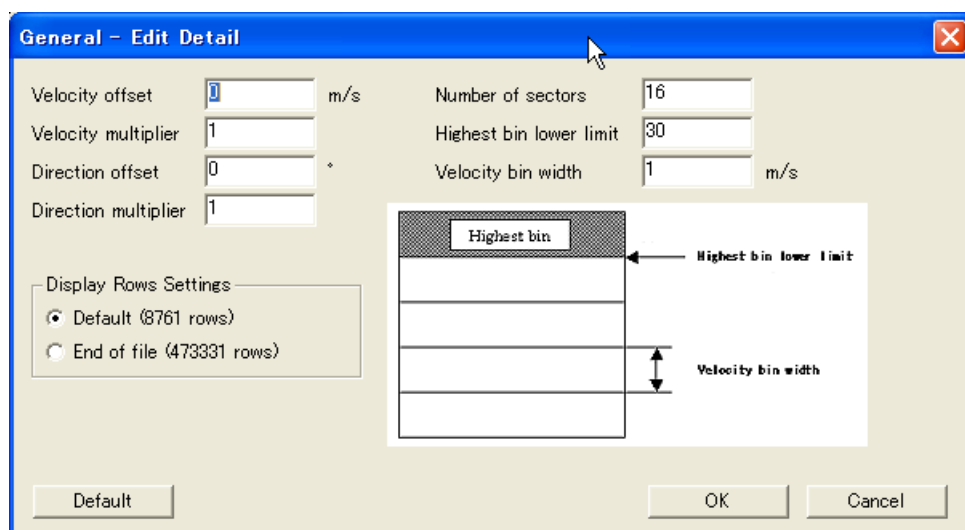 General - Edit Detail
Velocity offset 0 m/s
Velocity multiplier 1
Direction offset 0 °
Direction multiplier 1
Number of sectors 16
Highest bin lower limit 30
Velocity bin width 1 m/s
Highest bin
Highest bin lower limit
Velocity bin width
Display Rows Settings
Default (8761 rows)
End of file (473331 rows)
Default
OK
Cancel